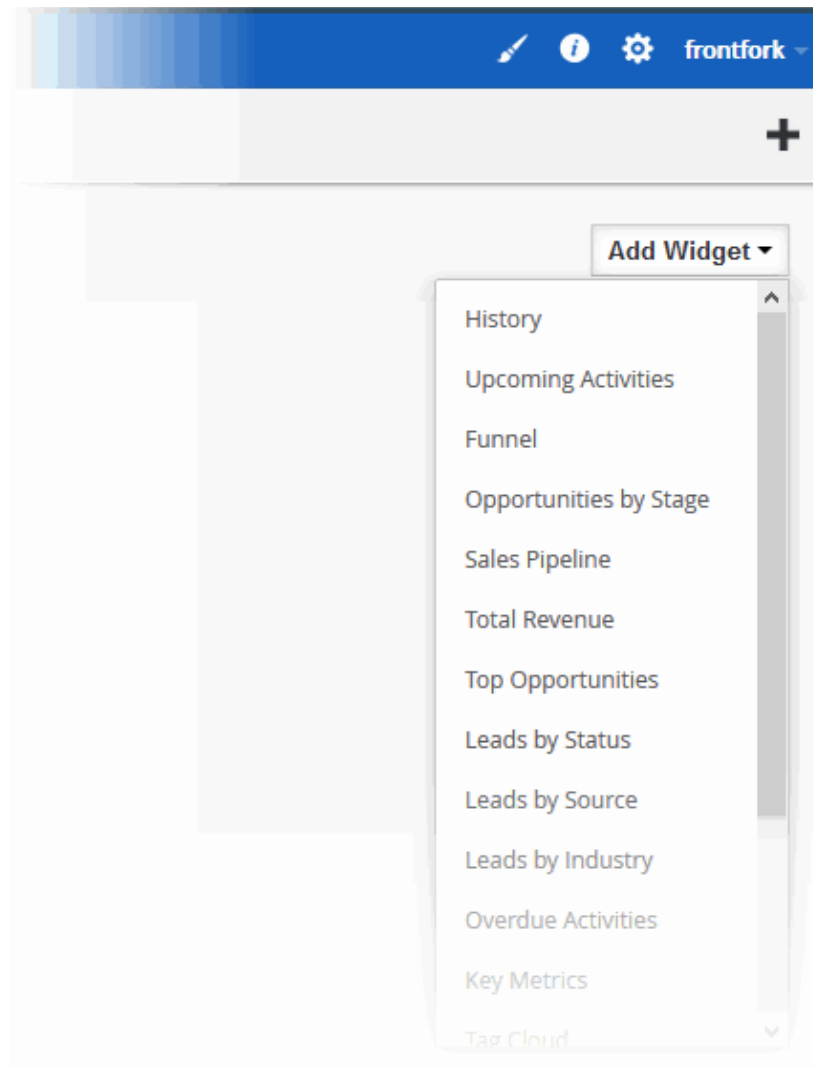 frontfork
Add Widget
History
Upcoming Activities
Funnel
Opportunities by Stage
Sales Pipeline
Total Revenue
Top Opportunities
Leads by Status
Leads by Source
Leads by Industry
Overdue Activities
Key Metrics
Tag Cloud